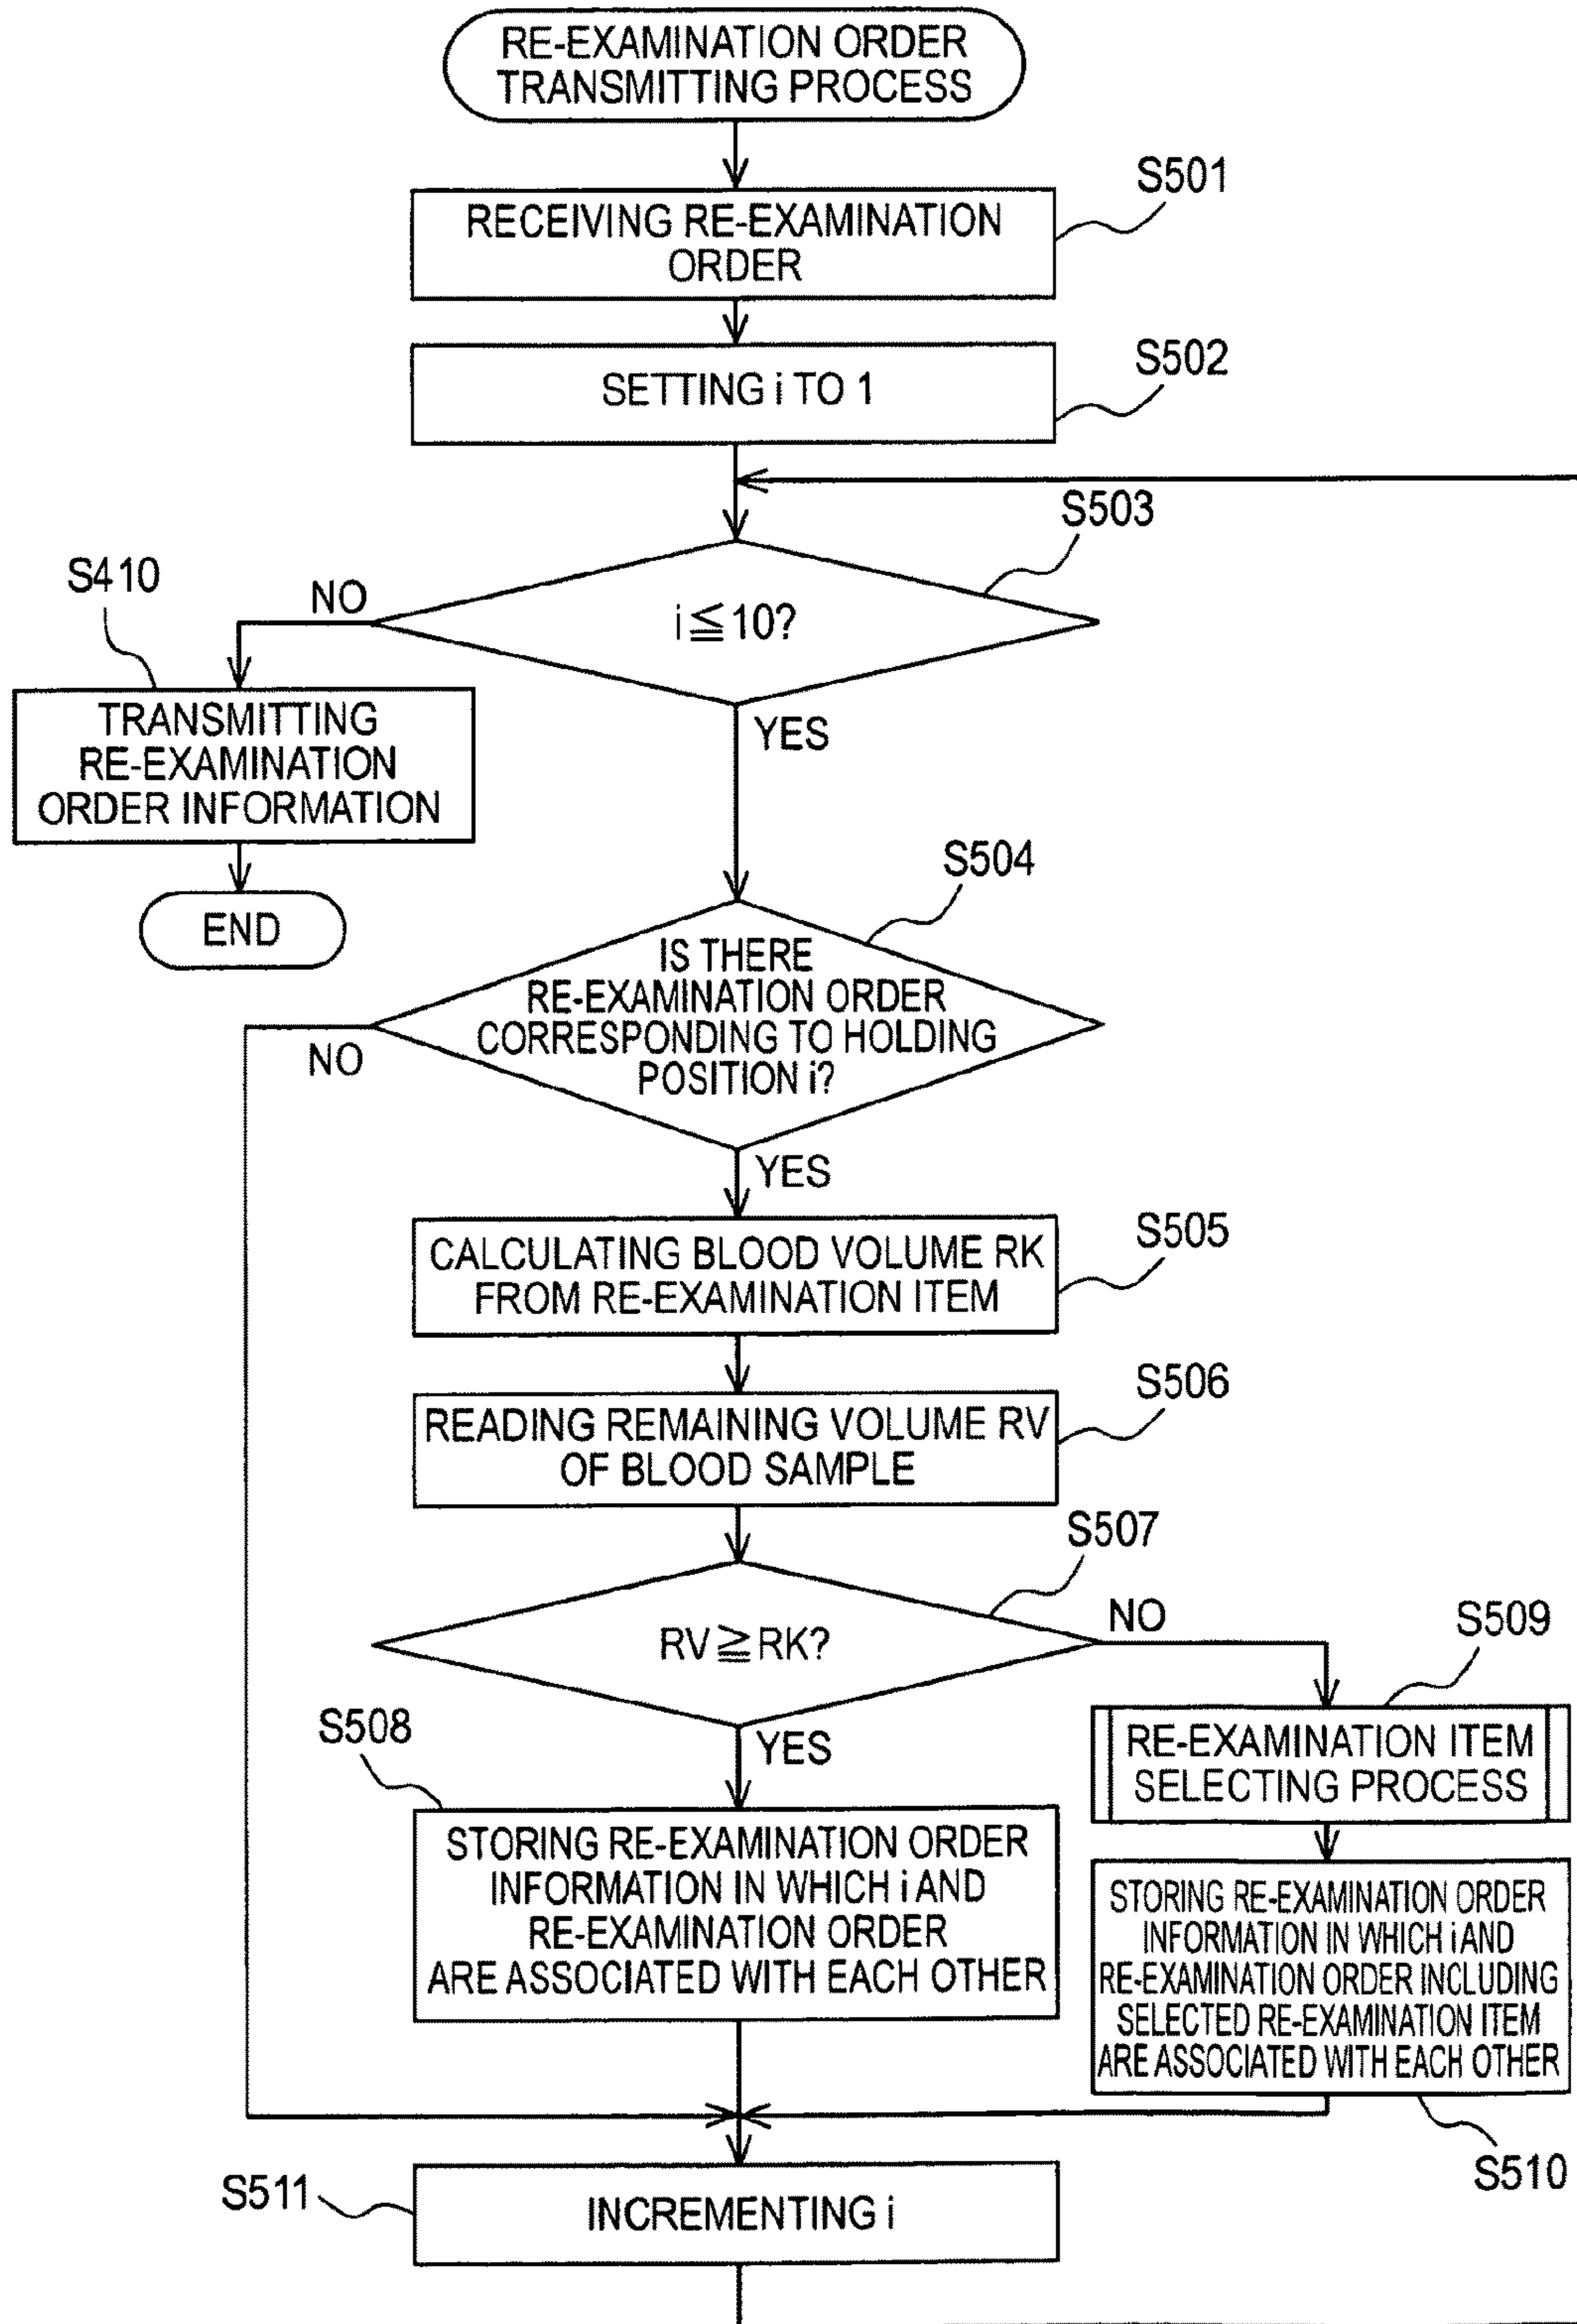 RE-EXAMINATION ORDER
TRANSMITTING PROCESS
S501
RECEIVING RE-EXAMINATION
ORDER
S502
SETTING i TO 1
S503
i≦10?
NO
YES
S410
TRANSMITTING
RE-EXAMINATION
ORDER INFORMATION
END
S504
IS THERE
RE-EXAMINATION ORDER
CORRESPONDING TO HOLDING
POSITION i?
NO
YES
S505
CALCULATING BLOOD VOLUME RK
FROM RE-EXAMINATION ITEM
S506
READING REMAINING VOLUME RV
OF BLOOD SAMPLE
S507
RV≧RK?
NO
YES
S508
STORING RE-EXAMINATION ORDER
INFORMATION IN WHICH i AND
RE-EXAMINATION ORDER
ARE ASSOCIATED WITH EACH OTHER
S509
RE-EXAMINATION ITEM
SELECTING PROCESS
STORING RE-EXAMINATION ORDER
INFORMATION IN WHICH i AND
RE-EXAMINATION ORDER INCLUDING
SELECTED RE-EXAMINATION ITEM
ARE ASSOCIATED WITH EACH OTHER
S510
S511
INCREMENTING i